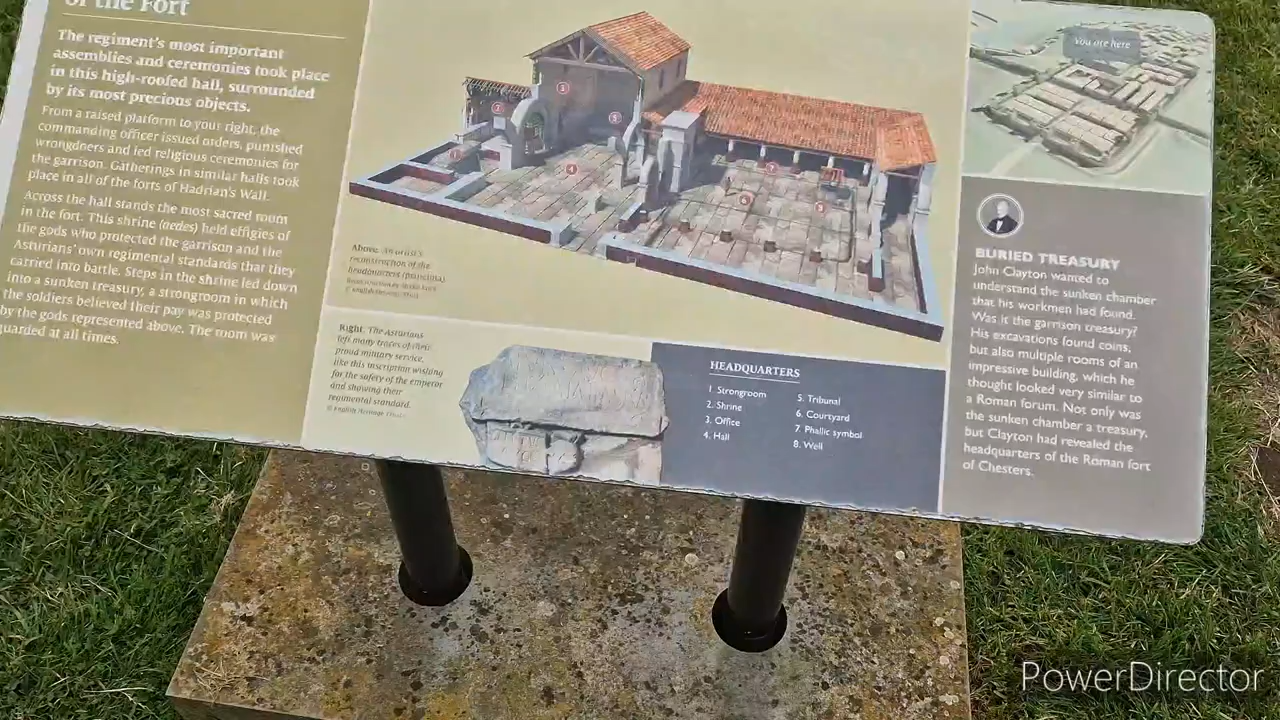 of the Fort
The regiment's most important
assemblies and ceremonies took place
in this high-roofed hall, surrounded
by its most precious objects.
From a raised platform to your right, the
commanding officer issued orders, punished
wrongdoers and led religious ceremonies for
the garrison. Gatherings in similar halls took
place in all of the forts of Hadrian's Wall.
Across the hall stands the most sacred room
in the fort. This shrine (aedes) held effigies of
the gods who protected the garrison and the
Asturians' own regimental standards that they
carried into battle. Steps in the shrine led down
into a sunken treasury, a strongroom in which
the soldiers believed their pay was protected
by the gods represented above. The room was
guarded at all times.
Above: An artist's
reconstruction of the
headquarters (principia).
© English Heritage Trust
Right: The Asturians
left many traces of their
proud military service,
like this inscription wishing
for the safety of the emperor
and showing their
regimental standard.
© English Heritage Trust
HEADQUARTERS
1. Strongroom
2. Shrine
3. Office
4. Hall
5. Tribunal
6. Courtyard
7. Phallic symbol
8. Well
You are here
BURIED TREASURY
John Clayton wanted to
understand the sunken chamber
that his workmen had found.
Was it the garrison treasury?
His excavations found coins,
but also multiple rooms of an
impressive building, which he
thought looked very similar to
a Roman forum. Not only was
the sunken chamber a treasury,
but Clayton had revealed the
headquarters of the Roman fort
of Chesters.
PowerDirector